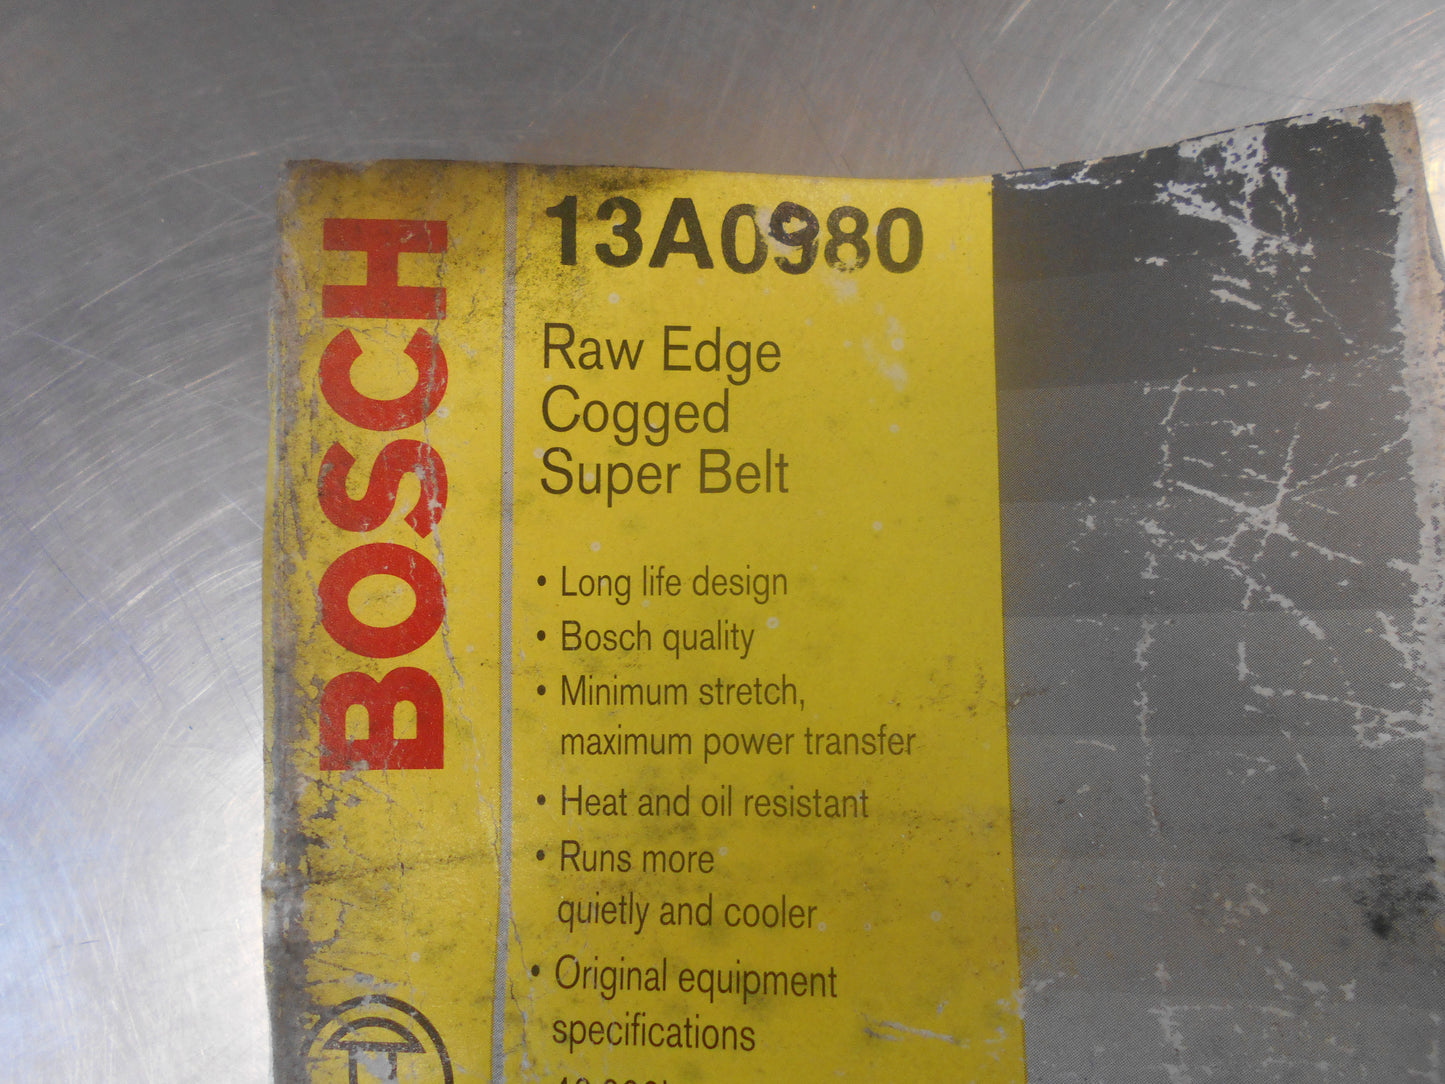 BOSCH
13A0980
Raw Edge
Cogged
Super Belt
• Long life design
• Bosch quality
• Minimum stretch,
maximum power transfer
• Heat and oil resistant
• Runs more
quietly and cooler
• Original equipment
specifications